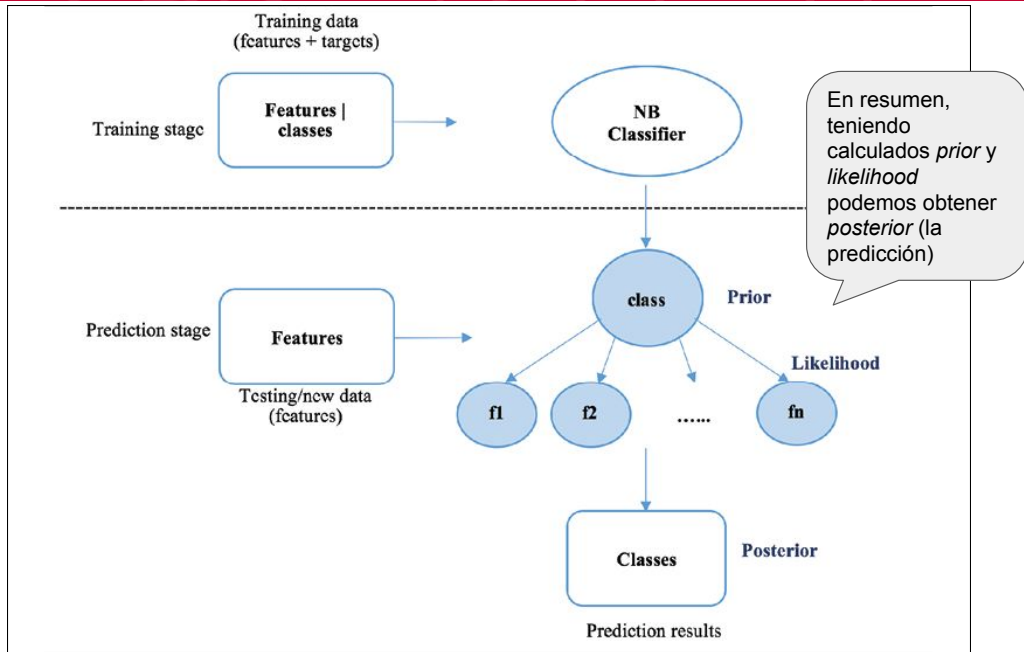 Training data
(features + targets)
Features |
classes
Training stage
NB
Classifier
En resumen,
teniendo
calculados prior y
likelihood
podemos obtener
posterior (la
predicción)
class
Prior
Prediction stage
Features
Likelihood
Testing/new data
(features)
f1
f2
......
fn
Classes
Posterior
Prediction results